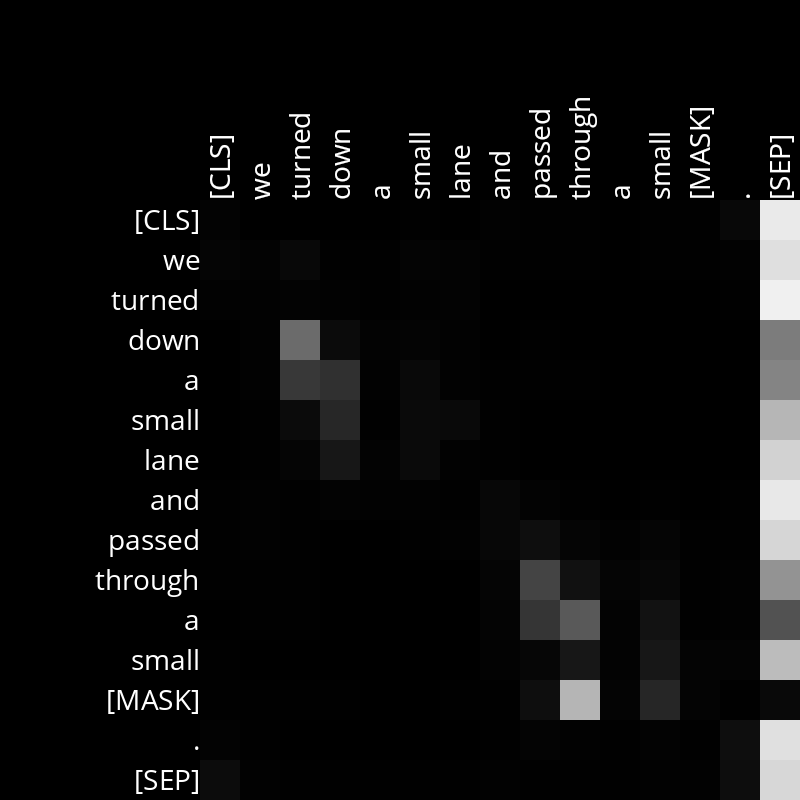 [CLS] we turned down a small lane and passed through a small [MASK] . [SEP]
[CLS]
we
turned
down
a
small
lane
and
passed
through
a
small
[MASK]
.
[SEP]